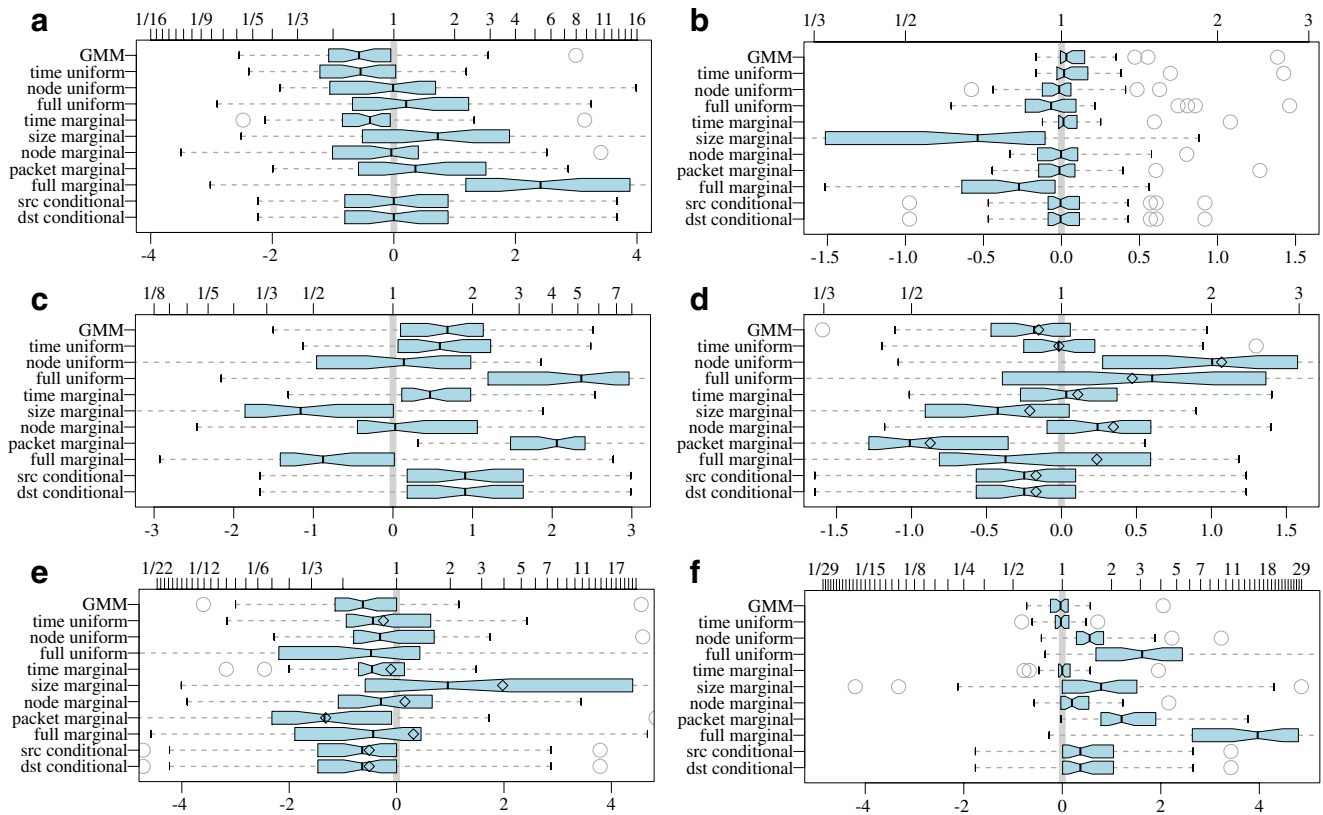 a
1/16 1/9 1/5 1/3 1 2 3 4 6 8 11 16
GMM
time uniform
node uniform
full uniform
time marginal
size marginal
node marginal
packet marginal
full marginal
src conditional
dst conditional
-4 -2 0 2 4
b
1/3 1/2 1 2 3
GMM
time uniform
node uniform
full uniform
time marginal
size marginal
node marginal
packet marginal
full marginal
src conditional
dst conditional
-1.5 -1.0 -0.5 0.0 0.5 1.0 1.5
c
1/8 1/5 1/3 1/2 1 2 3 4 5 7
GMM
time uniform
node uniform
full uniform
time marginal
size marginal
node marginal
packet marginal
full marginal
src conditional
dst conditional
-3 -2 -1 0 1 2 3
d
1/3 1/2 1 2 3
GMM
time uniform
node uniform
full uniform
time marginal
size marginal
node marginal
packet marginal
full marginal
src conditional
dst conditional
-1.5 -1.0 -0.5 0.0 0.5 1.0 1.5
e
1/22 1/12 1/6 1/3 1 2 3 5 7 11 17
GMM
time uniform
node uniform
full uniform
time marginal
size marginal
node marginal
packet marginal
full marginal
src conditional
dst conditional
-4 -2 0 2 4
f
1/29 1/15 1/8 1/4 1/2 1 2 3 5 7 11 18 29
GMM
time uniform
node uniform
full uniform
time marginal
size marginal
node marginal
packet marginal
full marginal
src conditional
dst conditional
-4 -2 0 2 4